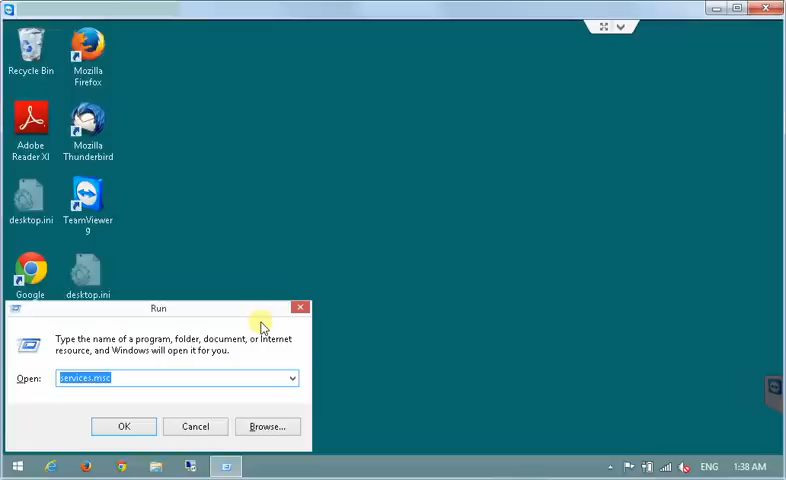 Recycle Bin
Mozilla
Firefox
Adobe
Reader XI
Mozilla
Thunderbird
desktop.ini
TeamViewer
9
Google
desktop.ini
Run
Type the name of a program, folder, document, or Internet
resource, and Windows will open it for you.
Open:
services.msc
OK
Cancel
Browse...
ENG
1:38 AM